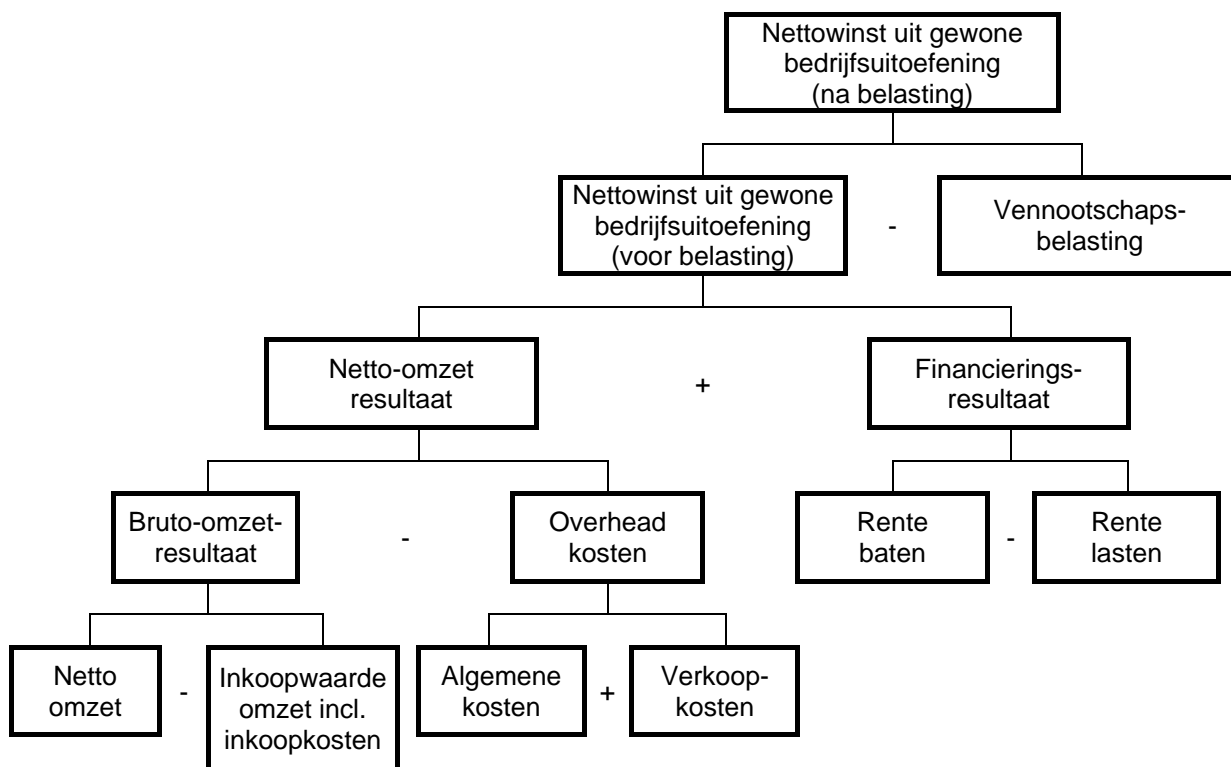 Nettowinst uit gewone
bedrijfsuitoefening
(na belasting)
Nettowinst uit gewone
bedrijfsuitoefening
(voor belasting)
-
Vennootschaps-
belasting
Netto-omzet
resultaat
+
Financierings-
resultaat
Bruto-omzet-
resultaat
-
Overhead
kosten
Rente
baten
-
Rente
lasten
Netto
omzet
-
Inkoopwaarde
omzet incl.
inkoopkosten
Algemene
kosten
+
Verkoop-
kosten